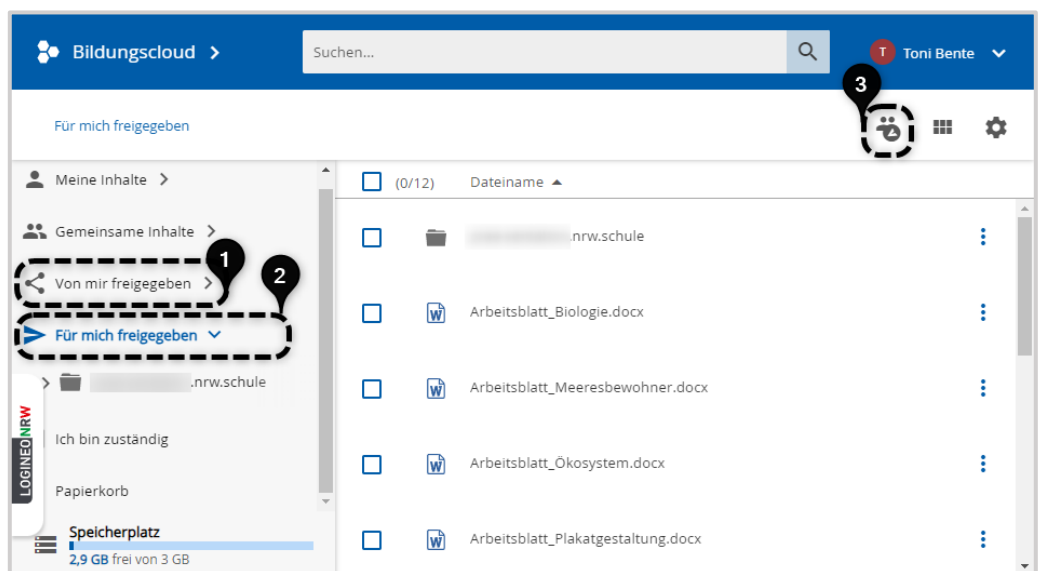 Bildungscloud
Suchen...
T Toni Bente
3
Für mich freigegeben
Meine Inhalte
(0/12) Dateiname
Gemeinsame Inhalte
.nrw.schule
1
2
Von mir freigegeben
Arbeitsblatt_Biologie.docx
Für mich freigegeben
.nrw.schule
Arbeitsblatt_Meeresbewohner.docx
LOGINEO NRW
Ich bin zuständig
Arbeitsblatt_Ökosystem.docx
Papierkorb
Speicherplatz
Arbeitsblatt_Plakatgestaltung.docx
2,9 GB frei von 3 GB